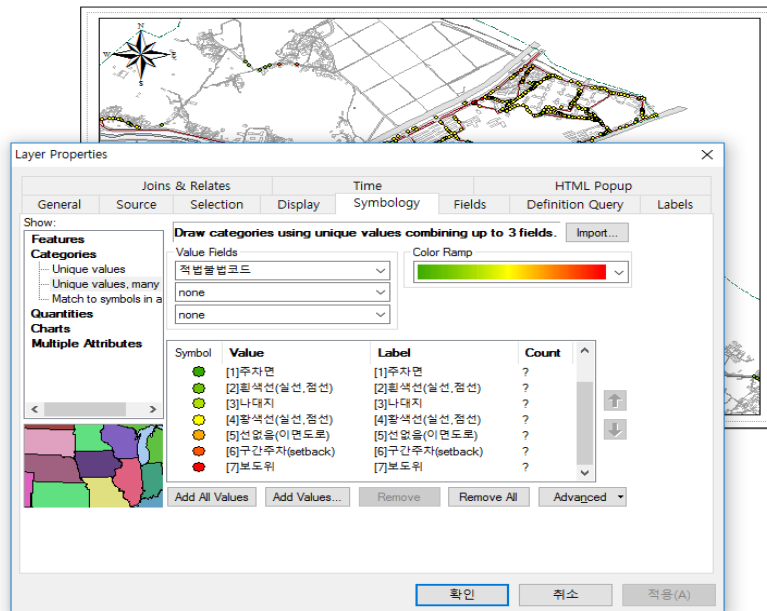 N
W
S
Layer Properties
Joins & Relates Time HTML Popup
General Source Selection Display Symbology Fields Definition Query Labels
Show:
Features
Categories
Unique values
Unique values, many
Match to symbols in a
Quantities
Charts
Multiple Attributes
Draw categories using unique values combining up to 3 fields. Import...
Value Fields Color Ramp
적법불법코드
none
none
Symbol Value Label Count
[1]주차면 [1]주차면 ?
[2]흰색선(실선,점선) [2]흰색선(실선,점선) ?
[3]나대지 [3]나대지 ?
[4]황색선(실선,점선) [4]황색선(실선,점선) ?
[5]선없음(이면도로) [5]선없음(이면도로) ?
[6]구간주차(setback) [6]구간주차(setback) ?
[7]보도위 [7]보도위 ?
Add All Values Add Values... Remove Remove All Advanced
확인 취소 적용(A)